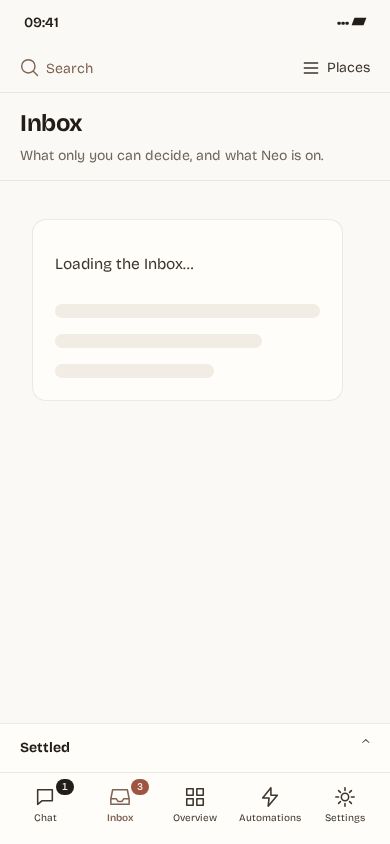 09:41
Search
Places
Inbox
What only you can decide, and what Neo is on.
Loading the Inbox...
Settled
1
3
Chat
Inbox
Overview
Automations
Settings